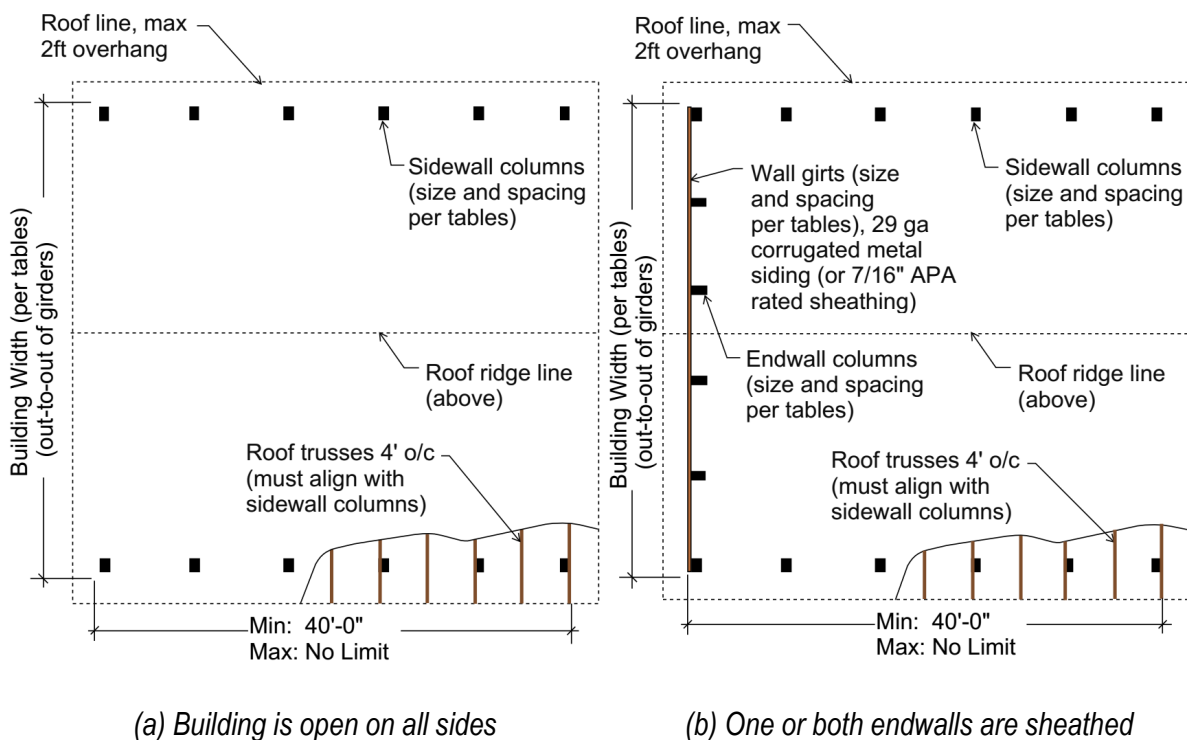 Roof line, max
2ft overhang
Sidewall columns
(size and spacing
per tables)
Building Width (per tables)
(out-to-out of girders)
Roof ridge line
(above)
Roof trusses 4' o/c
(must align with
sidewall columns)
Min:  40'-0"
Max: No Limit
(a) Building is open on all sides
Roof line, max
2ft overhang
Wall girts (size
and spacing
per tables), 29 ga
corrugated metal
siding (or 7/16" APA
rated sheathing)
Sidewall columns
(size and spacing
per tables)
Building Width (per tables)
(out-to-out of girders)
Endwall columns
(size and spacing
per tables)
Roof ridge line
(above)
Roof trusses 4' o/c
(must align with
sidewall columns)
Min:  40'-0"
Max: No Limit
(b) One or both endwalls are sheathed